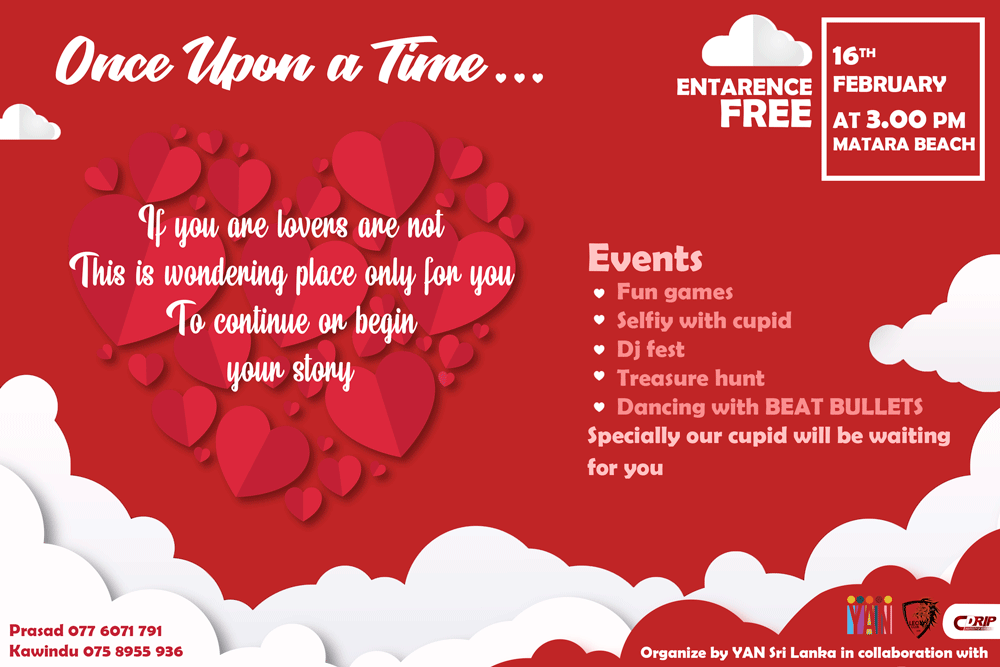 Once Upon a Time...
ENTARENCE
FREE
16TH
FEBRUARY
AT 3.00 PM
MATARA BEACH
If you are lovers are not
This is wondering place only for you
To continue or begin
your story
Events
Fun games
Selfiy with cupid
Dj fest
Treasure hunt
Dancing with BEAT BULLETS
Specially our cupid will be waiting
for you
Prasad 077 6071 791
Kawindu 075 8955 936
YAN
LEO
DRIP
Organize by YAN Sri Lanka in collaboration with